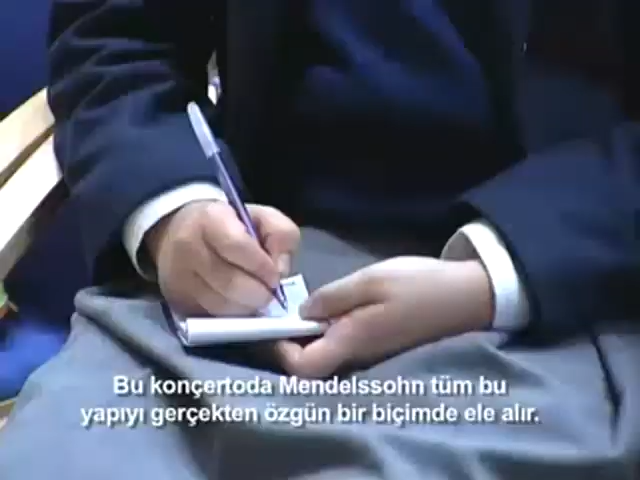 Bu konçertoda Mendelssohn tüm bu
yapıyı gerçekten özgün bir biçimde ele alır.